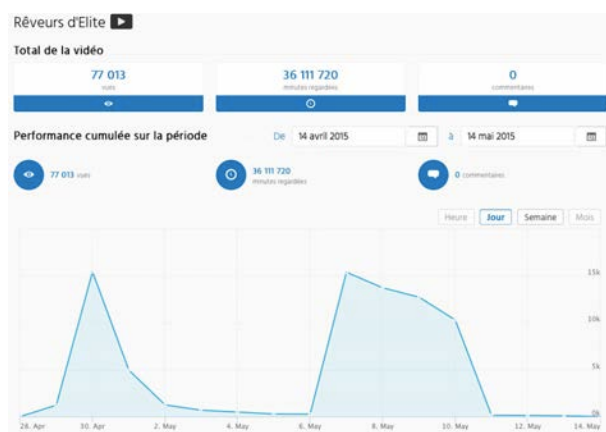 Rêveurs d'Elite
Total de la vidéo
77 013
vues
36 111 720
minutes regardées
0
commentaires
Performance cumulée sur la période
De 14 avril 2015 à 14 mai 2015
77 013 vues
36 111 720
minutes regardées
0 commentaires
Heure Jour Semaine Mois
15k
10k
5k
0k
28. Apr 30. Apr 2. May 4. May 6. May 8. May 10. May 12. May 14. May